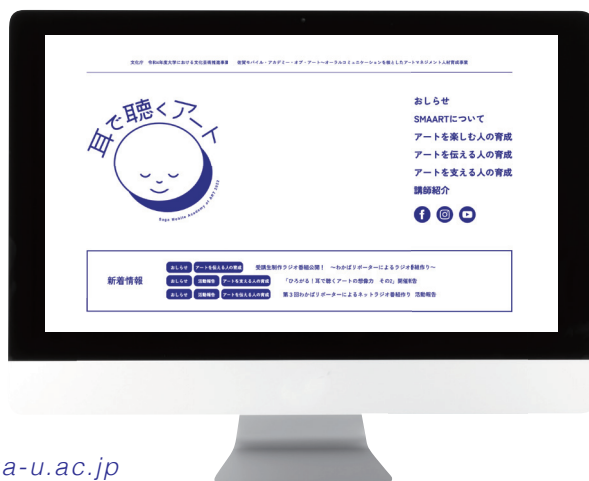 文化庁 令和5年度大学における文化芸術推進事業 佐賀モバイル・アカデミー・オブ・アートーオーラルコミュニケーションを核としたアートマネジメント人材育成事業
耳で聴くアート
Saga Mobile Academy of ART 2023
おしらせ
SMAARTについて
アートを楽しむ人の育成
アートを伝える人の育成
アートを支える人の育成
講師紹介
新着情報
おしらせ アートを伝える人の育成 受講生制作ラジオ番組公開！ ～わかばリポーターによるラジオ番組作り～
おしらせ 活動報告 アートを支える人の育成 「ひろがる！耳で聴くアートの想像力 その2」開催報告
おしらせ 活動報告 アートを伝える人の育成 第3回わかばリポーターによるネットラジオ番組作り 活動報告
a-u.ac.jp